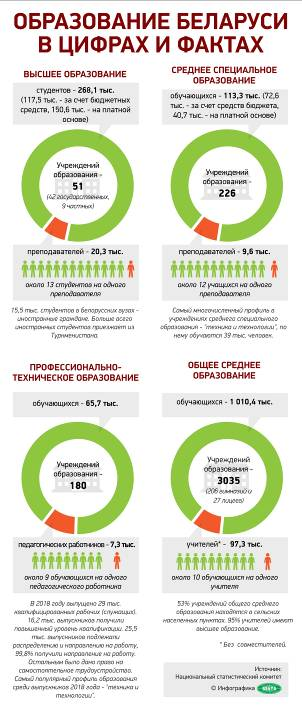 ОБРАЗОВАНИЕ БЕЛАРУСИ
В ЦИФРАХ И ФАКТАХ
ВЫСШЕЕ ОБРАЗОВАНИЕ
студентов - 268,1 тыс.
(117,5 тыс. - за счет бюджетных
средств, 150,6 тыс. - на платной
основе)
Учреждений
образования -
51
(42 государственных,
9 частных)
преподавателей - 20,3 тыс.
около 13 студентов на одного
преподавателя
15,5 тыс. студентов в белорусских вузах -
иностранные граждане. Больше всего
иностранных студентов приезжает из
Туркменистана.
СРЕДНЕЕ СПЕЦИАЛЬНОЕ
ОБРАЗОВАНИЕ
обучающихся - 113,3 тыс. (72,6
тыс. - за счет средств бюджета,
40,7 тыс. - на платной основе)
Учреждений
образования -
226
преподавателей - 9,6 тыс.
около 12 учащихся на одного
преподавателя
Самый многочисленный профиль в
учреждениях среднего специального
образования - "техника и технологии", по
нему обучаются 39 тыс. человек.
ПРОФЕССИОНАЛЬНО-
ТЕХНИЧЕСКОЕ ОБРАЗОВАНИЕ
обучающихся - 65,7 тыс.
Учреждений
образования -
180
педагогических работников - 7,3 тыс.
около 9 обучающихся на одного
педагогического работника
В 2018 году выпущено 29 тыс.
квалифицированных рабочих (служащих).
16,2 тыс. выпускников получили
повышенный уровень квалификации. 25,5
тыс. выпускников подлежали
распределению и направлению на работу,
99,8% получили направление на работу.
Остальным было дано право на
самостоятельное трудоустройство.
Самый популярный профиль образования
среди выпускников 2018 года - "техника и
технологии".
ОБЩЕЕ СРЕДНЕЕ
ОБРАЗОВАНИЕ
обучающихся - 1 010,4 тыс.
Учреждений
образования -
3035
(206 гимназий и
27 лицеев)
учителей* - 97,3 тыс.
около 10 обучающихся на одного
учителя
53% учреждений общего среднего
образования находятся в сельских
населенных пунктах. 95% учителей имеют
высшее образование.
* Без совместителей.
Источник:
Национальный статистический комитет
© Инфографика БЕЛТА